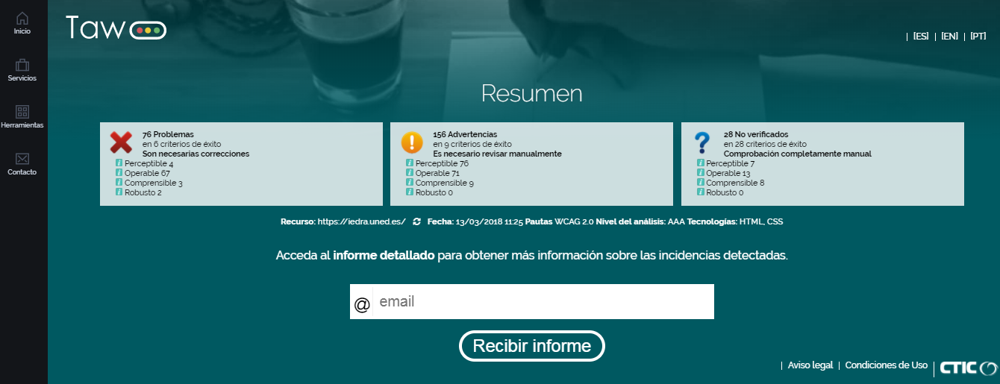 Inicio
Servicios
Herramientas
Contacto
Taw
| [ES] | [EN] | [PT]
Resumen
76 Problemas
en 6 criterios de éxito
Son necesarias correcciones
Perceptible 4
Operable 67
Comprensible 3
Robusto 2
156 Advertencias
en 9 criterios de éxito
Es necesario revisar manualmente
Perceptible 76
Operable 71
Comprensible 9
Robusto 0
28 No verificados
en 28 criterios de éxito
Comprobación completamente manual
Perceptible 7
Operable 13
Comprensible 8
Robusto 0
Recurso: https://iedra.uned.es/ Fecha: 13/03/2018 11:25 Pautas WCAG 2.0 Nivel del análisis: AAA Tecnologías: HTML, CSS
Acceda al informe detallado para obtener más información sobre las incidencias detectadas.
@ email
Recibir informe
| Aviso legal | Condiciones de Uso | CTIC